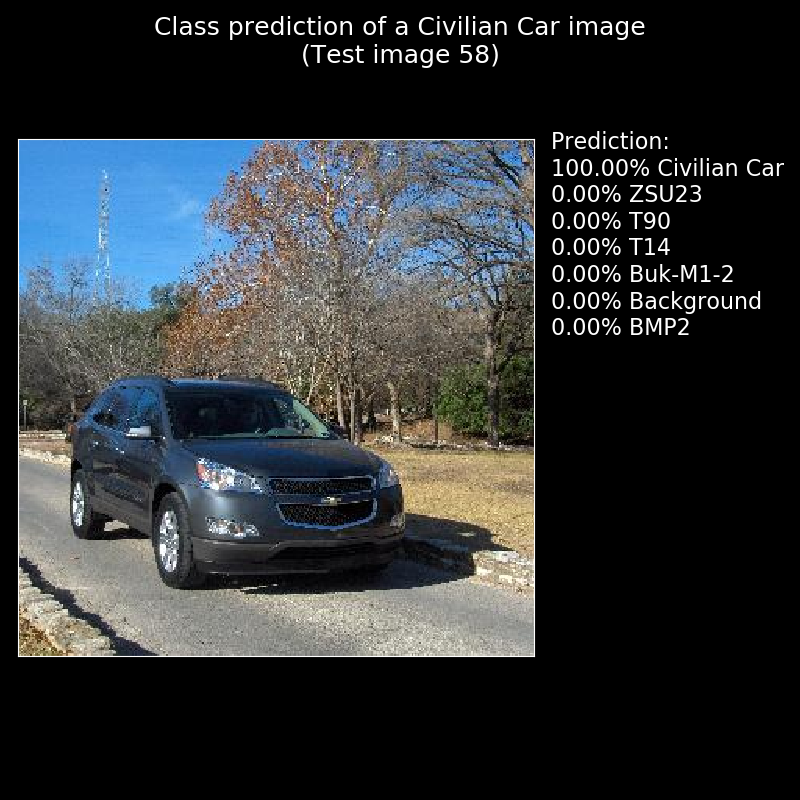 Class prediction of a Civilian Car image
(Test image 58)
Prediction:
100.00% Civilian Car
0.00% ZSU23
0.00% T90
0.00% T14
0.00% Buk-M1-2
0.00% Background
0.00% BMP2